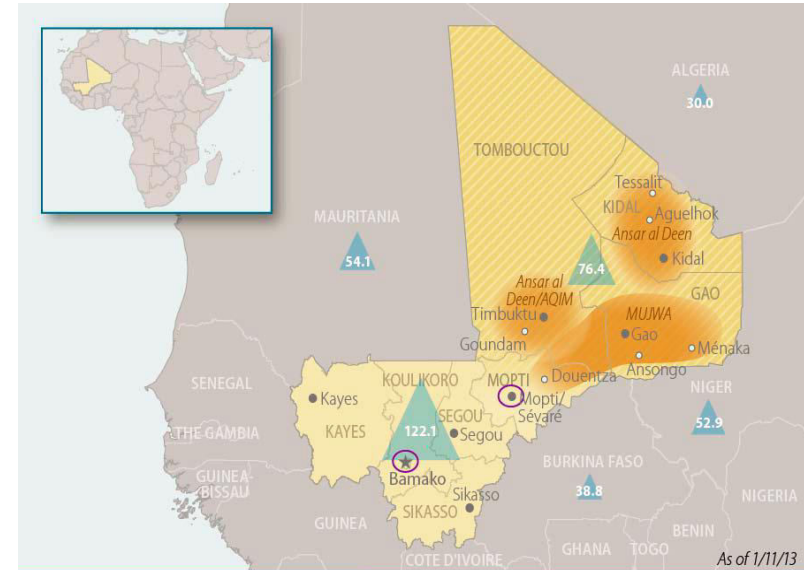 ALGERIA
30.0
TOMBOUCTOU
Tessalit
KIDAL
Aguelhok
Ansar al Deen
MAURITANIA
54.1
76.4
Kidal
Ansar al
Deen/AQIM
GAO
Timbuktu
MUJWA
Gao
Goundam
Ménaka
Ansongo
SENEGAL
KOULIKORO
MOPTI
Douentza
NIGER
Kayes
Mopti/
Sévaré
52.9
KAYES
SEGOU
122.1
Segou
THE GAMBIA
BURKINA FASO
38.8
GUINEA-
BISSAU
Bamako
Sikasso
NIGERIA
SIKASSO
GUINEA
BENIN
GHANA
TOGO
COTE D'IVOIRE
As of 1/11/13